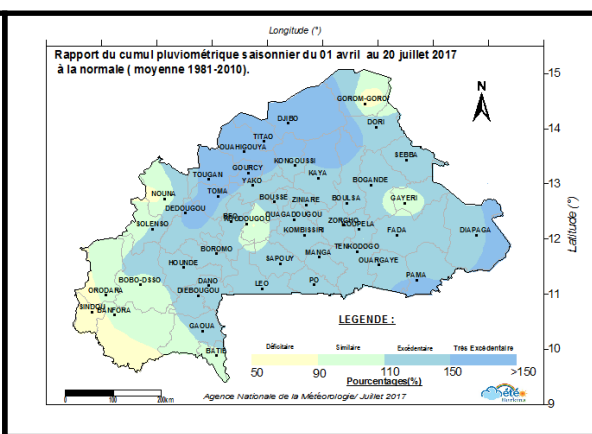 Longitude (°)
Rapport du cumul pluviométrique saisonnier du 01 avril au 20 juillet 2017
à la normale ( moyenne 1981-2010).
N
15
GOROM-GORO
DJIBO
DORI
14
TITAO
OUAHIGOUYA
KONGOUSSI
SEBBA
GOURCY
TOUGAN
KAYA
YAKO
BOGANDE
13
NOUNA
TOMA
BOUSSE
ZINIARE
BOULSA
GAYERI
DEDOUGOU
OUAGADOUGOU
ZORGHO
SOLENSO
KOMBISSIRI
FADA
DIAPAGA
12
BOROMO
TENKODOGO
MANGA
HOUNDE
SAPOUY
OUARGAYE
BOBO-DSSO
DANO
LEO
PO
PAMA
ORODARA
DIEBOUGOU
11
SINDOU
BANFORA
GAOUA
BATIE
Latitude (°)
LEGENDE :
Déficitaire
Similaire
Excédentaire
Très Excédentaire
10
50
90
110
150
>150
Pourcentages(%)
0
100
200km
Agence Nationale de la Météorologie/ Juillet 2017
9